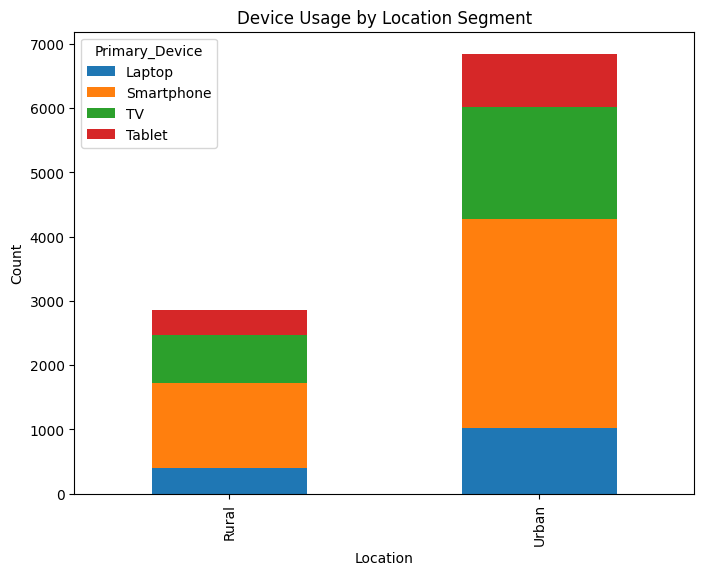 Device Usage by Location Segment
Primary_Device
Laptop
Smartphone
TV
Tablet
7000
6000
5000
4000
3000
2000
1000
0
Count
Rural
Urban
Location